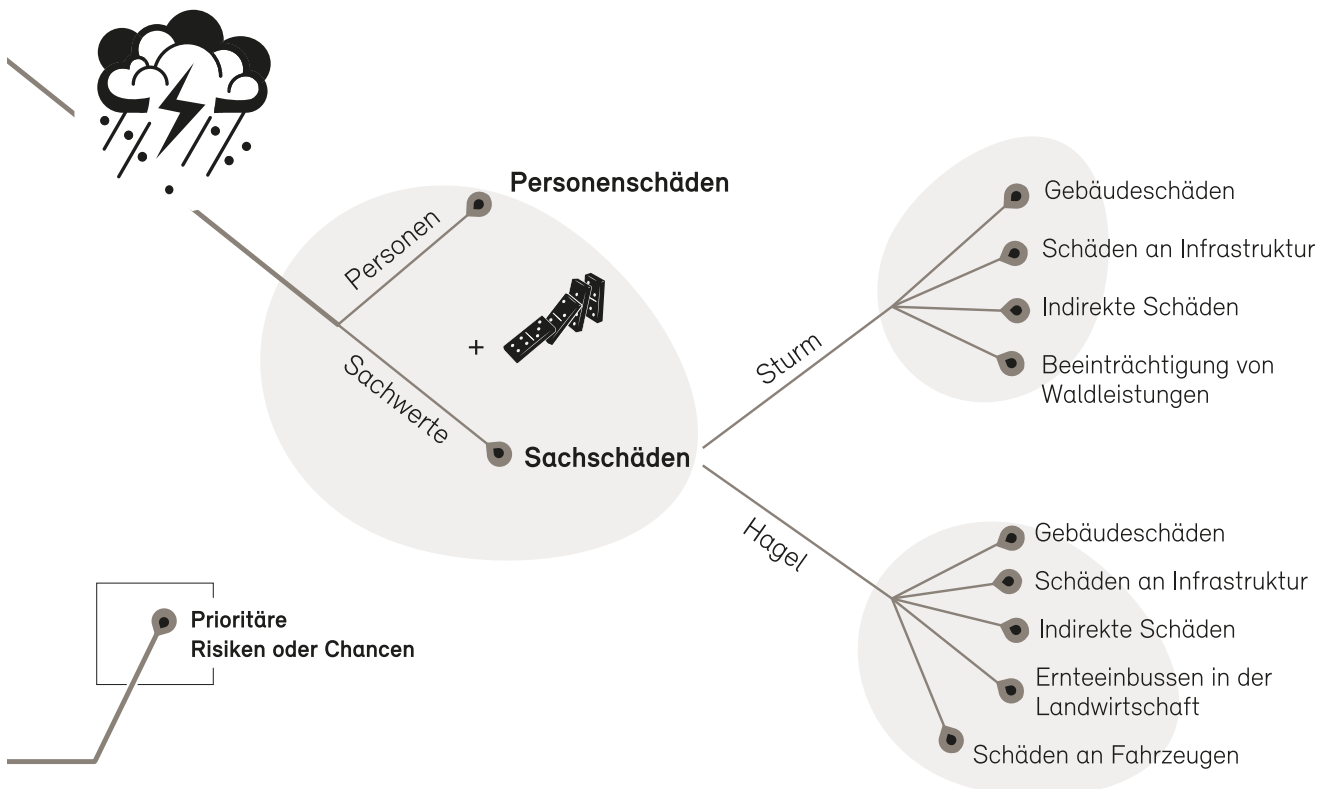 Personenschäden
Personen
+
Sachwerte
Sachschäden
Sturm
Gebäudeschäden
Schäden an Infrastruktur
Indirekte Schäden
Beeinträchtigung von
Waldleistungen
Hagel
Gebäudeschäden
Schäden an Infrastruktur
Indirekte Schäden
Ernteeinbussen in der
Landwirtschaft
Schäden an Fahrzeugen
Prioritäre
Risiken oder Chancen